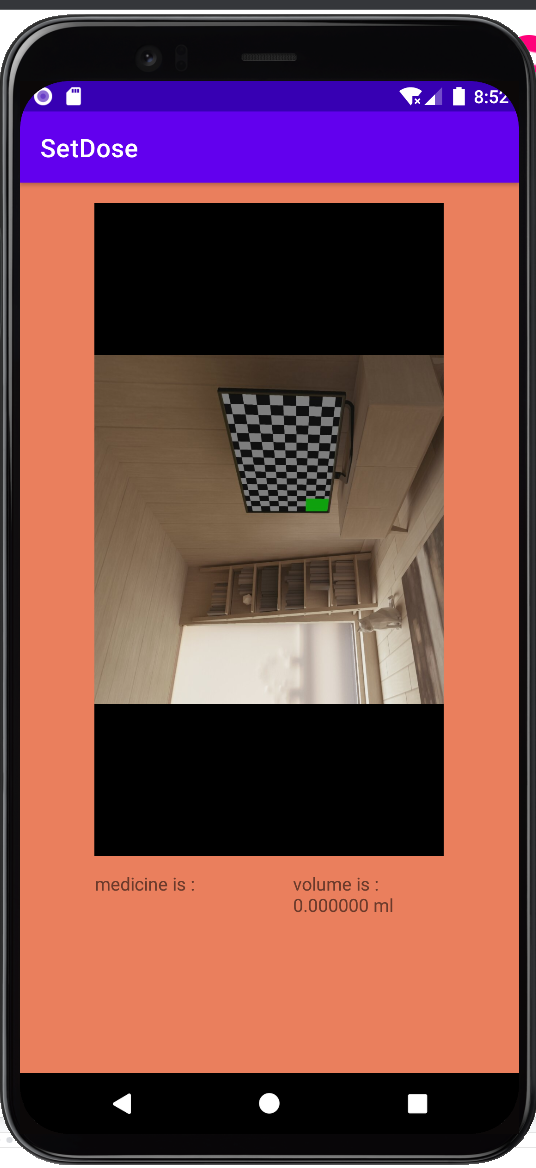 8:52
SetDose
medicine is :
volume is :
0.000000 ml